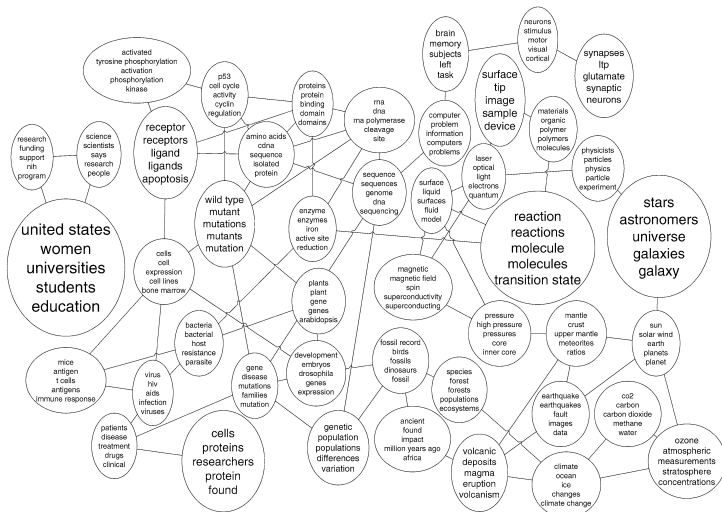 activated
tyrosine phosphorylation
activation
phosphorylation
kinase
p53
cell cycle
activity
cyclin
regulation
proteins
protein
binding
domain
domains
rna
dna
rna polymerase
cleavage
site
brain
memory
subjects
left
task
neurons
stimulus
motor
visual
cortical
synapses
ltp
glutamate
synaptic
neurons
surface
tip
image
sample
device
research
funding
support
nih
program
science
scientists
says
research
people
receptor
receptors
ligand
ligands
apoptosis
amino acids
cdna
sequence
isolated
protein
computer
problem
information
computers
problems
materials
organic
polymer
polymers
molecules
physicists
particles
physics
particle
experiment
laser
optical
light
electrons
quantum
sequence
sequences
genome
dna
sequencing
surface
liquid
surfaces
fluid
model
wild type
mutant
mutations
mutants
mutation
enzyme
enzymes
iron
active site
reduction
reaction
reactions
molecule
molecules
transition state
stars
astronomers
universe
galaxies
galaxy
united states
women
universities
students
education
cells
cell
expression
cell lines
bone marrow
magnetic
magnetic field
spin
superconductivity
superconducting
plants
plant
gene
genes
arabidopsis
bacteria
bacterial
host
resistance
parasite
pressure
high pressure
pressures
core
inner core
mantle
crust
upper mantle
meteorites
ratios
sun
solar wind
earth
planets
planet
mice
antigen
t cells
antigens
immune response
virus
hiv
aids
infection
viruses
gene
disease
mutations
families
mutation
development
embryos
drosophila
genes
expression
fossil record
birds
fossils
dinosaurs
fossil
species
forest
forests
populations
ecosystems
earthquake
earthquakes
fault
images
data
co2
carbon
carbon dioxide
methane
water
patients
disease
treatment
drugs
clinical
cells
proteins
researchers
protein
found
genetic
population
populations
differences
variation
ancient
found
impact
million years ago
africa
volcanic
deposits
magma
eruption
volcanism
climate
ocean
ice
changes
climate change
ozone
atmospheric
measurements
stratosphere
concentrations